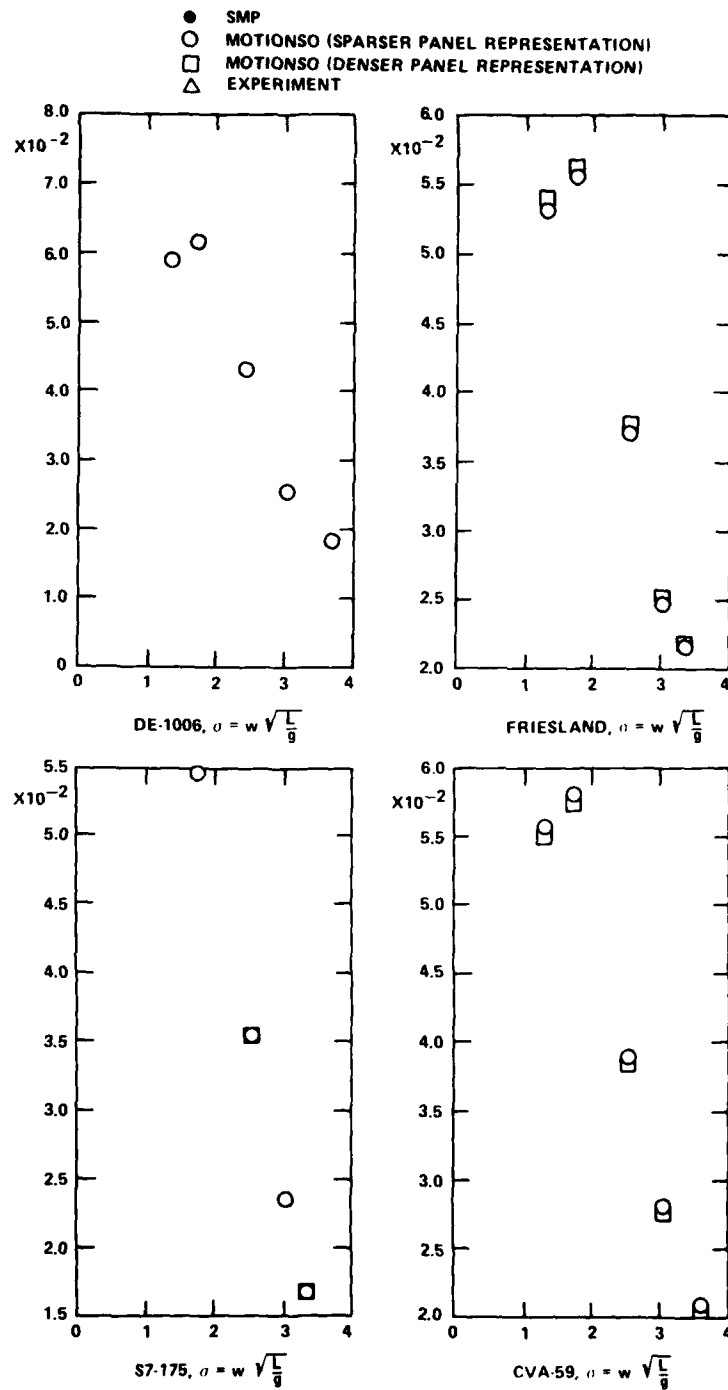 ● SMP
○ MOTIONSO (SPARSER PANEL REPRESENTATION)
□ MOTIONSO (DENSER PANEL REPRESENTATION)
△ EXPERIMENT
8.0
X10⁻²
7.0
6.0
5.0
4.0
3.0
2.0
1.0
0
0 1 2 3 4
DE-1006, σ = w √(L/g)
6.0
X10⁻²
5.5
5.0
4.5
4.0
3.5
3.0
2.5
2.0
0 1 2 3 4
FRIESLAND, σ = w √(L/g)
5.5
X10⁻²
5.0
4.5
4.0
3.5
3.0
2.5
2.0
1.5
0 1 2 3 4
S7-175, σ = w √(L/g)
6.0
X10⁻²
5.5
5.0
4.5
4.0
3.5
3.0
2.5
2.0
0 1 2 3 4
CVA-59, σ = w √(L/g)